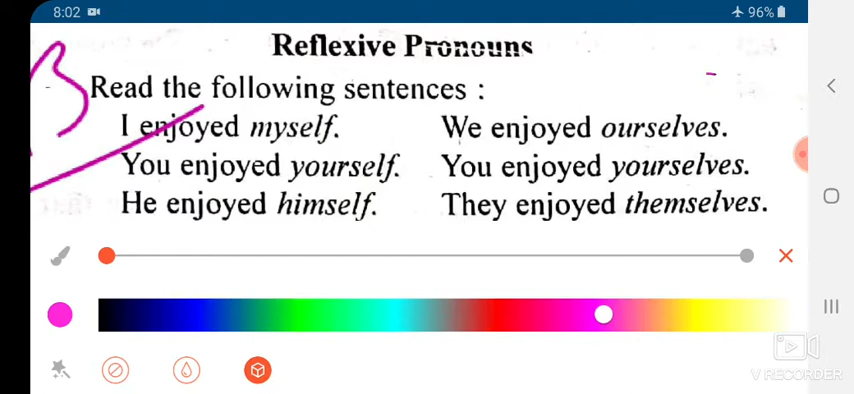 8:02 96%
Reflexive Pronouns
Read the following sentences :
I enjoyed myself. We enjoyed ourselves.
You enjoyed yourself. You enjoyed yourselves.
He enjoyed himself. They enjoyed themselves.
V RECORDER